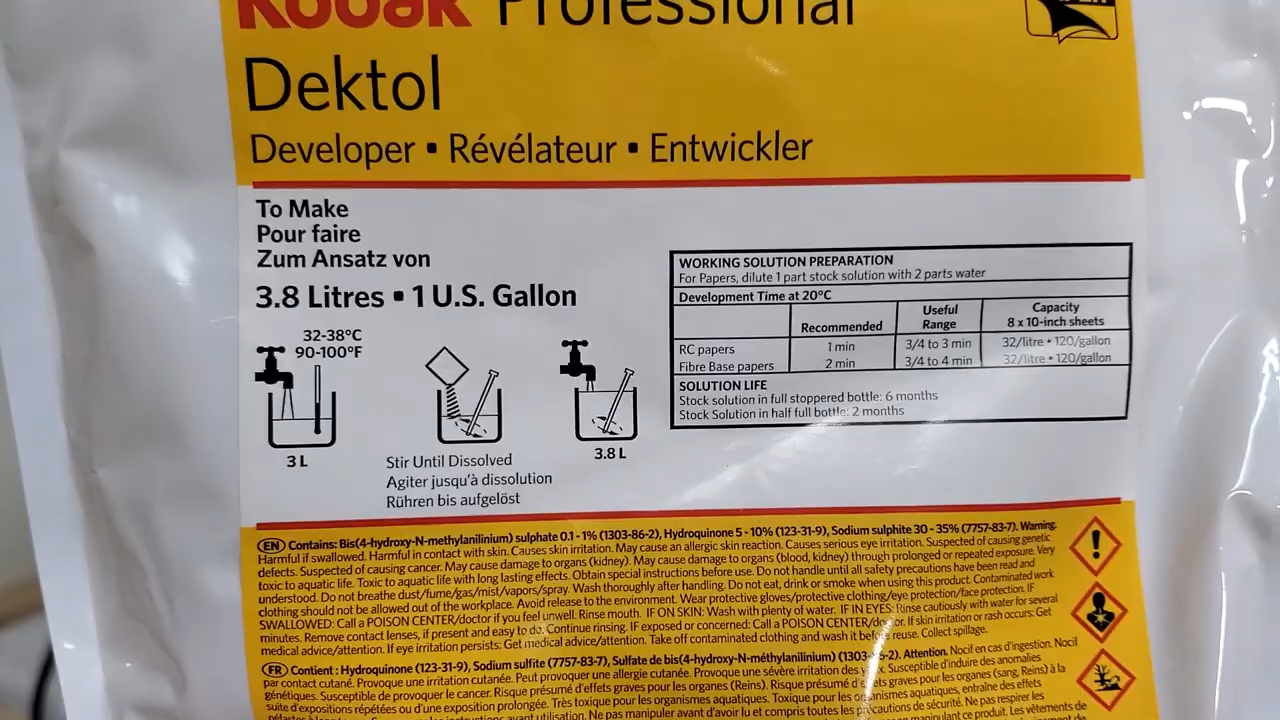 Kodak Professional
Dektol
Developer ▪ Révélateur ▪ Entwickler
To Make
Pour faire
Zum Ansatz von
3.8 Litres ▪ 1 U.S. Gallon
32-38°C
90-100°F
3 L
Stir Until Dissolved
Agiter jusqu'à dissolution
Rühren bis aufgelöst
3.8 L
WORKING SOLUTION PREPARATION
For Papers, dilute 1 part stock solution with 2 parts water
Development Time at 20°C
Recommended Useful Range Capacity 8 x 10-inch sheets
RC papers 1 min 3/4 to 3 min 32/litre • 120/gallon
Fibre Base papers 2 min 3/4 to 4 min 32/litre • 120/gallon
SOLUTION LIFE
Stock solution in full stoppered bottle: 6 months
Stock Solution in half full bottle: 2 months
EN Contains: Bis(4-hydroxy-N-methylanilinium) sulphate 0.1 - 1% (1303-86-2), Hydroquinone 5 - 10% (123-31-9), Sodium sulphite 30 - 35% (7757-83-7). Warning.
Harmful if swallowed. Harmful in contact with skin. Causes skin irritation. May cause an allergic skin reaction. Causes serious eye irritation. Suspected of causing genetic
defects. Suspected of causing cancer. May cause damage to organs (kidney). May cause damage to organs (blood, kidney) through prolonged or repeated exposure. Very
toxic to aquatic life. Toxic to aquatic life with long lasting effects. Obtain special instructions before use. Do not handle until all safety precautions have been read and
understood. Do not breathe dust/fume/gas/mist/vapors/spray. Wash thoroughly after handling. Do not eat, drink or smoke when using this product. Contaminated work
clothing should not be allowed out of the workplace. Avoid release to the environment. Wear protective gloves/protective clothing/eye protection/face protection. IF
SWALLOWED: Call a POISON CENTER/doctor if you feel unwell. Rinse mouth. IF ON SKIN: Wash with plenty of water. IF IN EYES: Rinse cautiously with water for several
minutes. Remove contact lenses, if present and easy to do. Continue rinsing. IF exposed or concerned: Call a POISON CENTER/doctor. If skin irritation or rash occurs: Get
medical advice/attention. If eye irritation persists: Get medical advice/attention. Take off contaminated clothing and wash it before reuse. Collect spillage.
FR Contient : Hydroquinone (123-31-9), Sodium sulfite (7757-83-7), Sulfate de bis(4-hydroxy-N-méthylanilinium) (1303-86-2). Attention. Nocif en cas d'ingestion. Nocif
par contact cutané. Provoque une irritation cutanée. Peut provoquer une allergie cutanée. Provoque une sévère irritation des yeux. Susceptible d'induire des anomalies
génétiques. Susceptible de provoquer le cancer. Risque présumé d'effets graves pour les organes (Reins). Risque présumé d'effets graves pour les organes (sang, Reins) à la
suite d'expositions répétées ou d'une exposition prolongée. Très toxique pour les organismes aquatiques. Toxique pour les organismes aquatiques, entraîne des effets
avant utilisation. Ne pas manipuler avant d'avoir lu et compris toutes les précautions de sécurité. Ne pas respirer les
manipulant ce produit. Les vêtements de